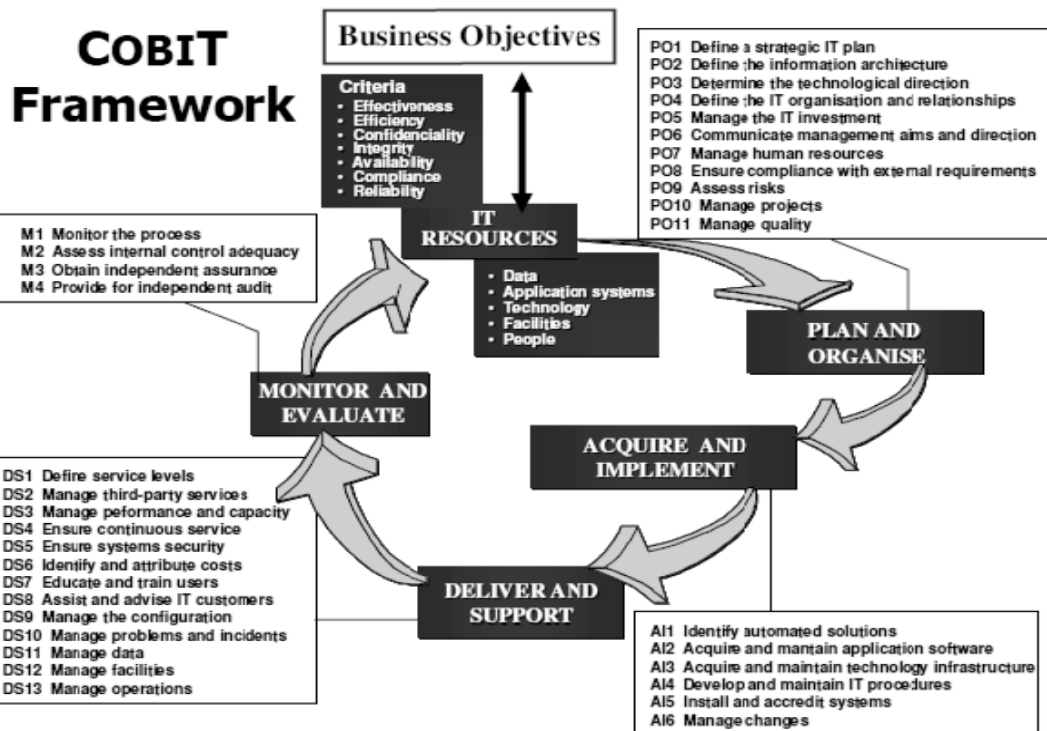 COBIT
Framework
Business Objectives
Criteria
• Effectiveness
• Efficiency
• Confidenciality
• Integrity
• Availability
• Compliance
• Reliability
IT
RESOURCES
• Data
• Application systems
• Technology
• Facilities
• People
PO1 Define a strategic IT plan
PO2 Define the information architecture
PO3 Determine the technological direction
PO4 Define the IT organisation and relationships
PO5 Manage the IT investment
PO6 Communicate management aims and direction
PO7 Manage human resources
PO8 Ensure compliance with external requirements
PO9 Assess risks
PO10 Manage projects
PO11 Manage quality
PLAN AND
ORGANISE
ACQUIRE AND
IMPLEMENT
AI1 Identify automated solutions
AI2 Acquire and mantain application software
AI3 Acquire and maintain technology infrastructure
AI4 Develop and maintain IT procedures
AI5 Install and accredit systems
AI6 Manage changes
DELIVER AND
SUPPORT
DS1 Define service levels
DS2 Manage third-party services
DS3 Manage peformance and capacity
DS4 Ensure continuous service
DS5 Ensure systems security
DS6 Identify and attribute costs
DS7 Educate and train users
DS8 Assist and advise IT customers
DS9 Manage the configuration
DS10 Manage problems and incidents
DS11 Manage data
DS12 Manage facilities
DS13 Manage operations
MONITOR AND
EVALUATE
M1 Monitor the process
M2 Assess internal control adequacy
M3 Obtain independent assurance
M4 Provide for independent audit